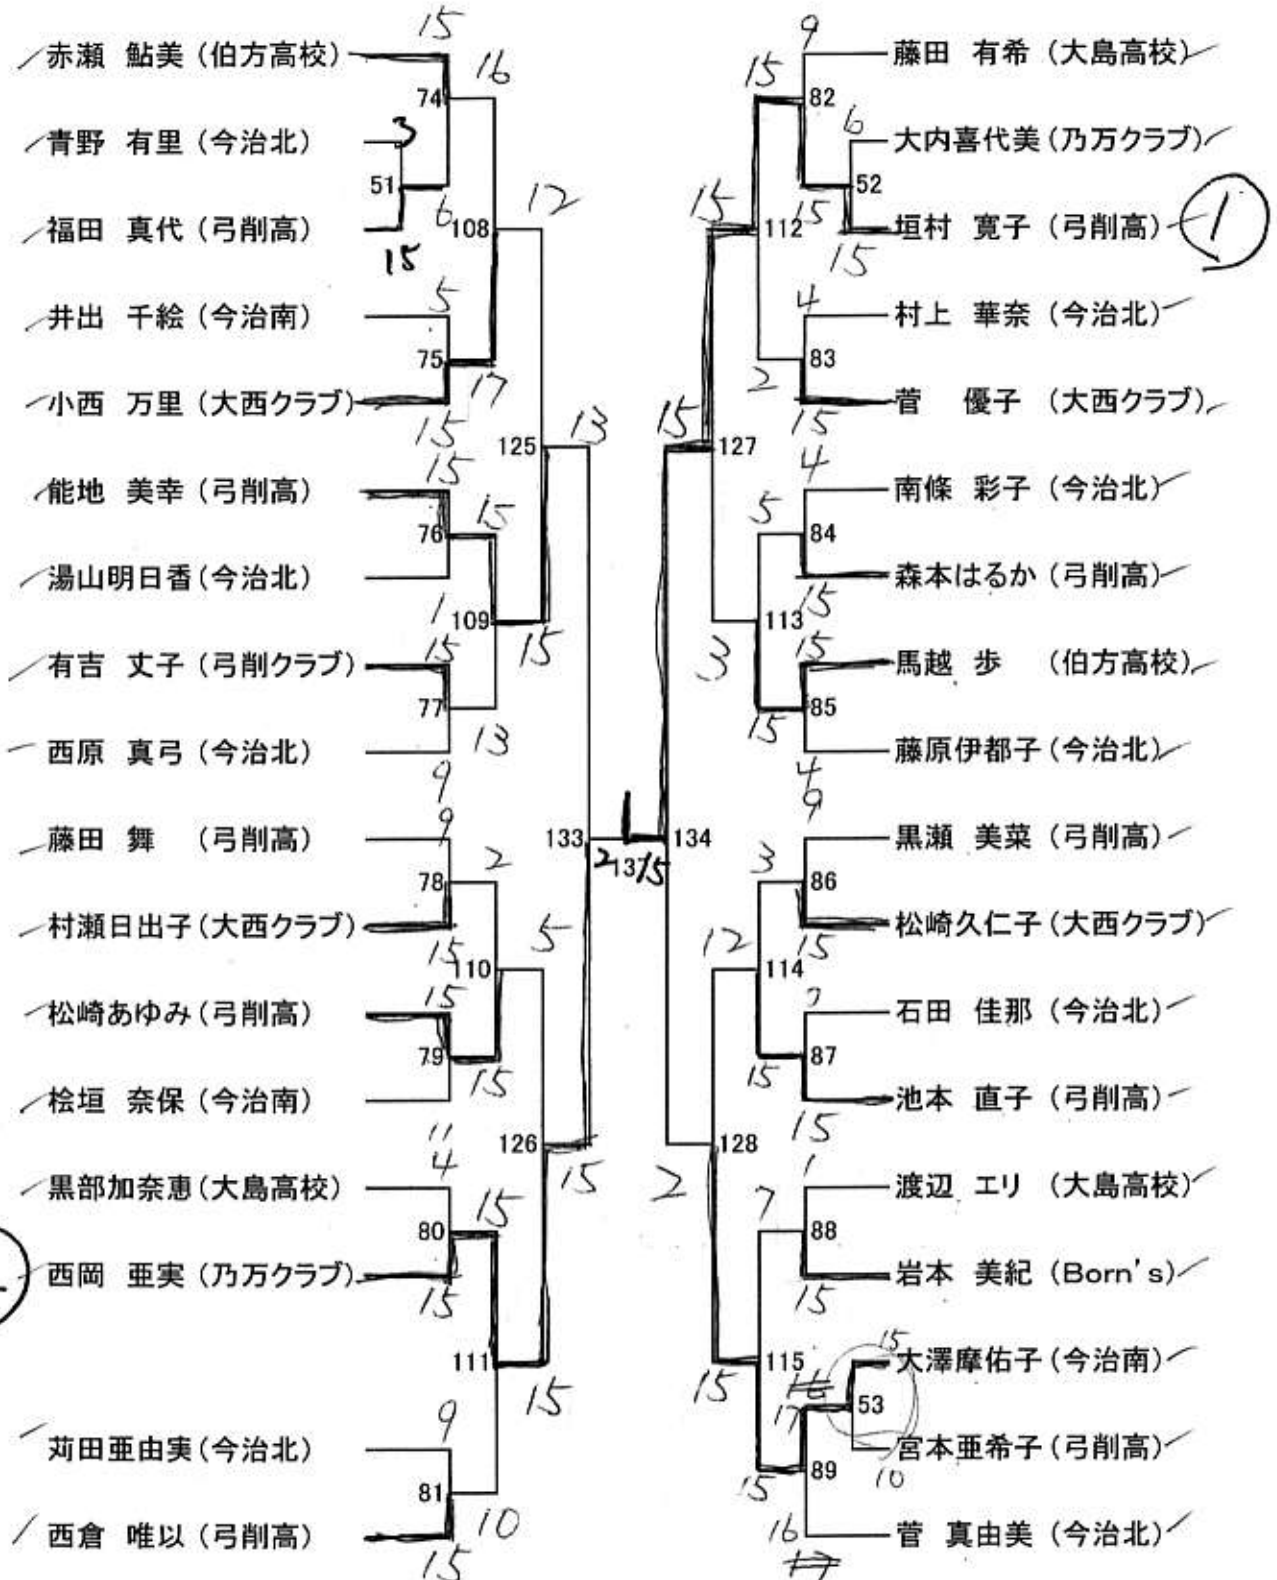 15
9
赤瀬 鮎美(伯方高校)
藤田 有希(大島高校)
16
15
74
82
3
6
青野 有里(今治北)
大内喜代美(乃万クラブ)
51
52
12
15
6
15
108
112
福田 真代(弓削高)
垣村 寛子(弓削高)
1
15
15
5
4
井出 千絵(今治南)
村上 華奈(今治北)
75
83
17
2
小西 万里(大西クラブ)
菅 優子(大西クラブ)
15
15
13
15
125
127
15
4
能地 美幸(弓削高)
南條 彩子(今治北)
15
5
76
84
湯山明日香(今治北)
森本はるか(弓削高)
1
15
109
113
15
3
15
15
有吉 丈子(弓削クラブ)
馬越 歩(伯方高校)
77
85
13
15
西原 真弓(今治北)
藤原伊都子(今治北)
9
4
9
9
藤田 舞(弓削高)
黒瀬 美菜(弓削高)
133
134
2
15
2
3
78
86
村瀬日出子(大西クラブ)
松崎久仁子(大西クラブ)
15
15
5
12
110
114
15
松崎あゆみ(弓削高)
石田 佳那(今治北)
79
87
15
15
桧垣 奈保(今治南)
池本 直子(弓削高)
11
15
126
128
15
2
4
1
黒部加奈恵(大島高校)
渡辺 エリ(大島高校)
15
7
80
88
西岡 亜実(乃万クラブ)
岩本 美紀(Born's)
15
15
111
115
15
15
15
大澤摩佑子(今治南)
16
17
53
9
苅田亜由実(今治北)
宮本亜希子(弓削高)
10
81
89
10
15
西倉 唯以(弓削高)
菅 真由美(今治北)
15
16
17